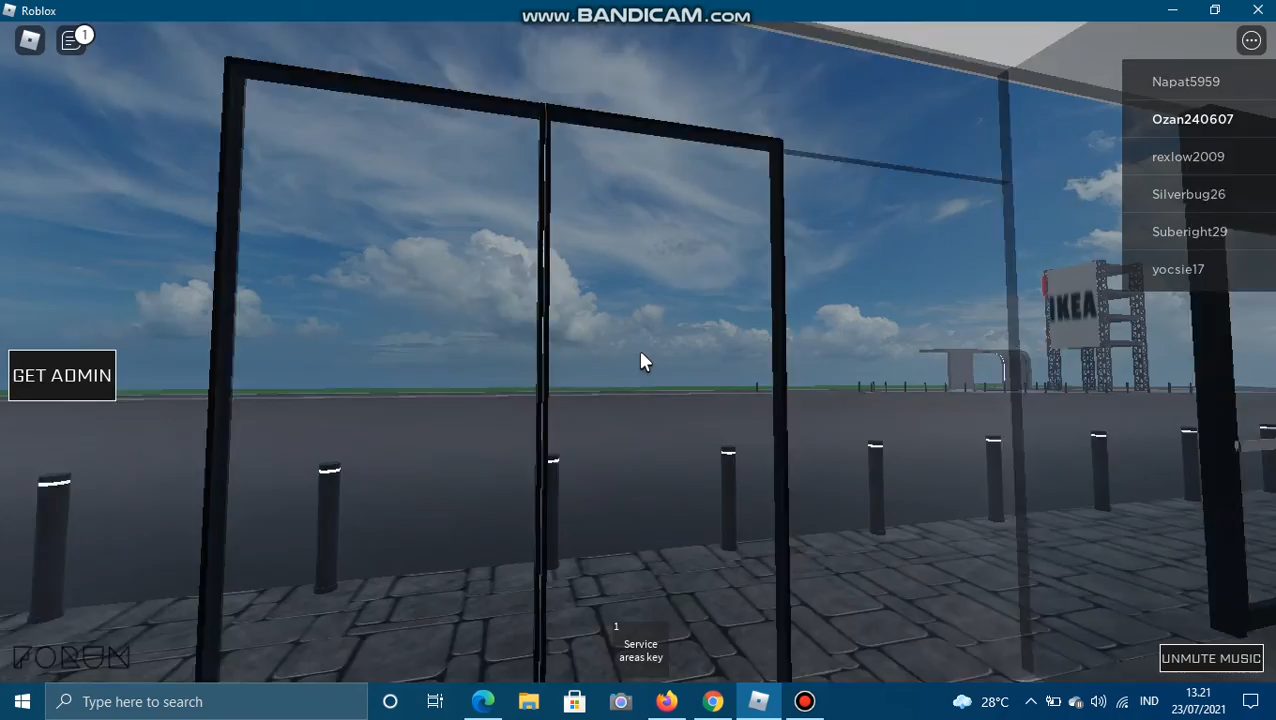 Roblox
www.BANDICAM.com
1
Napat5959
Ozan240607
rexlow2009
Silverbug26
Suberight29
yocsie17
IKEA
GET ADMIN
1
Service
areas key
FORUM
UNMUTE MUSIC
Type here to search
28°C
IND
13.21
23/07/2021